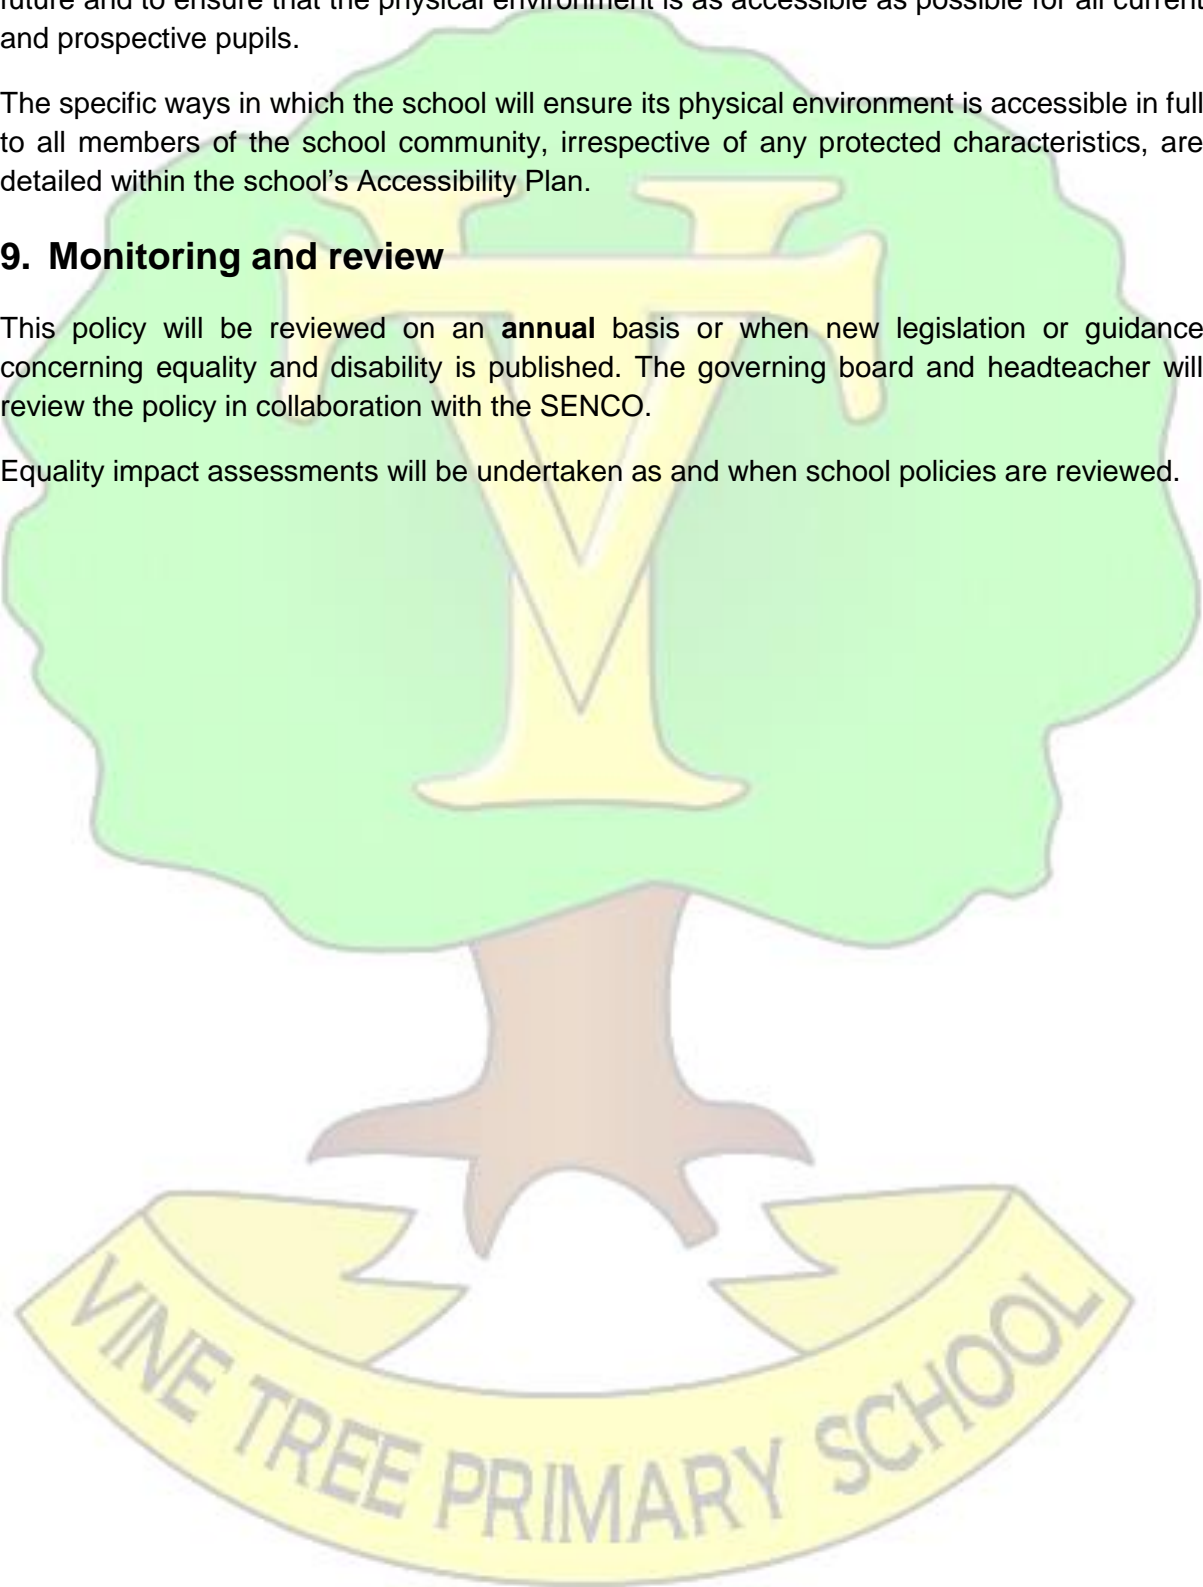 future and to ensure that the physical environment is as accessible as possible for all current
and prospective pupils.
The specific ways in which the school will ensure its physical environment is accessible in full
to all members of the school community, irrespective of any protected characteristics, are
detailed within the school’s Accessibility Plan.
9. Monitoring and review
This policy will be reviewed on an annual basis or when new legislation or guidance
concerning equality and disability is published. The governing board and headteacher will
review the policy in collaboration with the SENCO.
Equality impact assessments will be undertaken as and when school policies are reviewed.
VT
VINE TREE PRIMARY SCHOOL